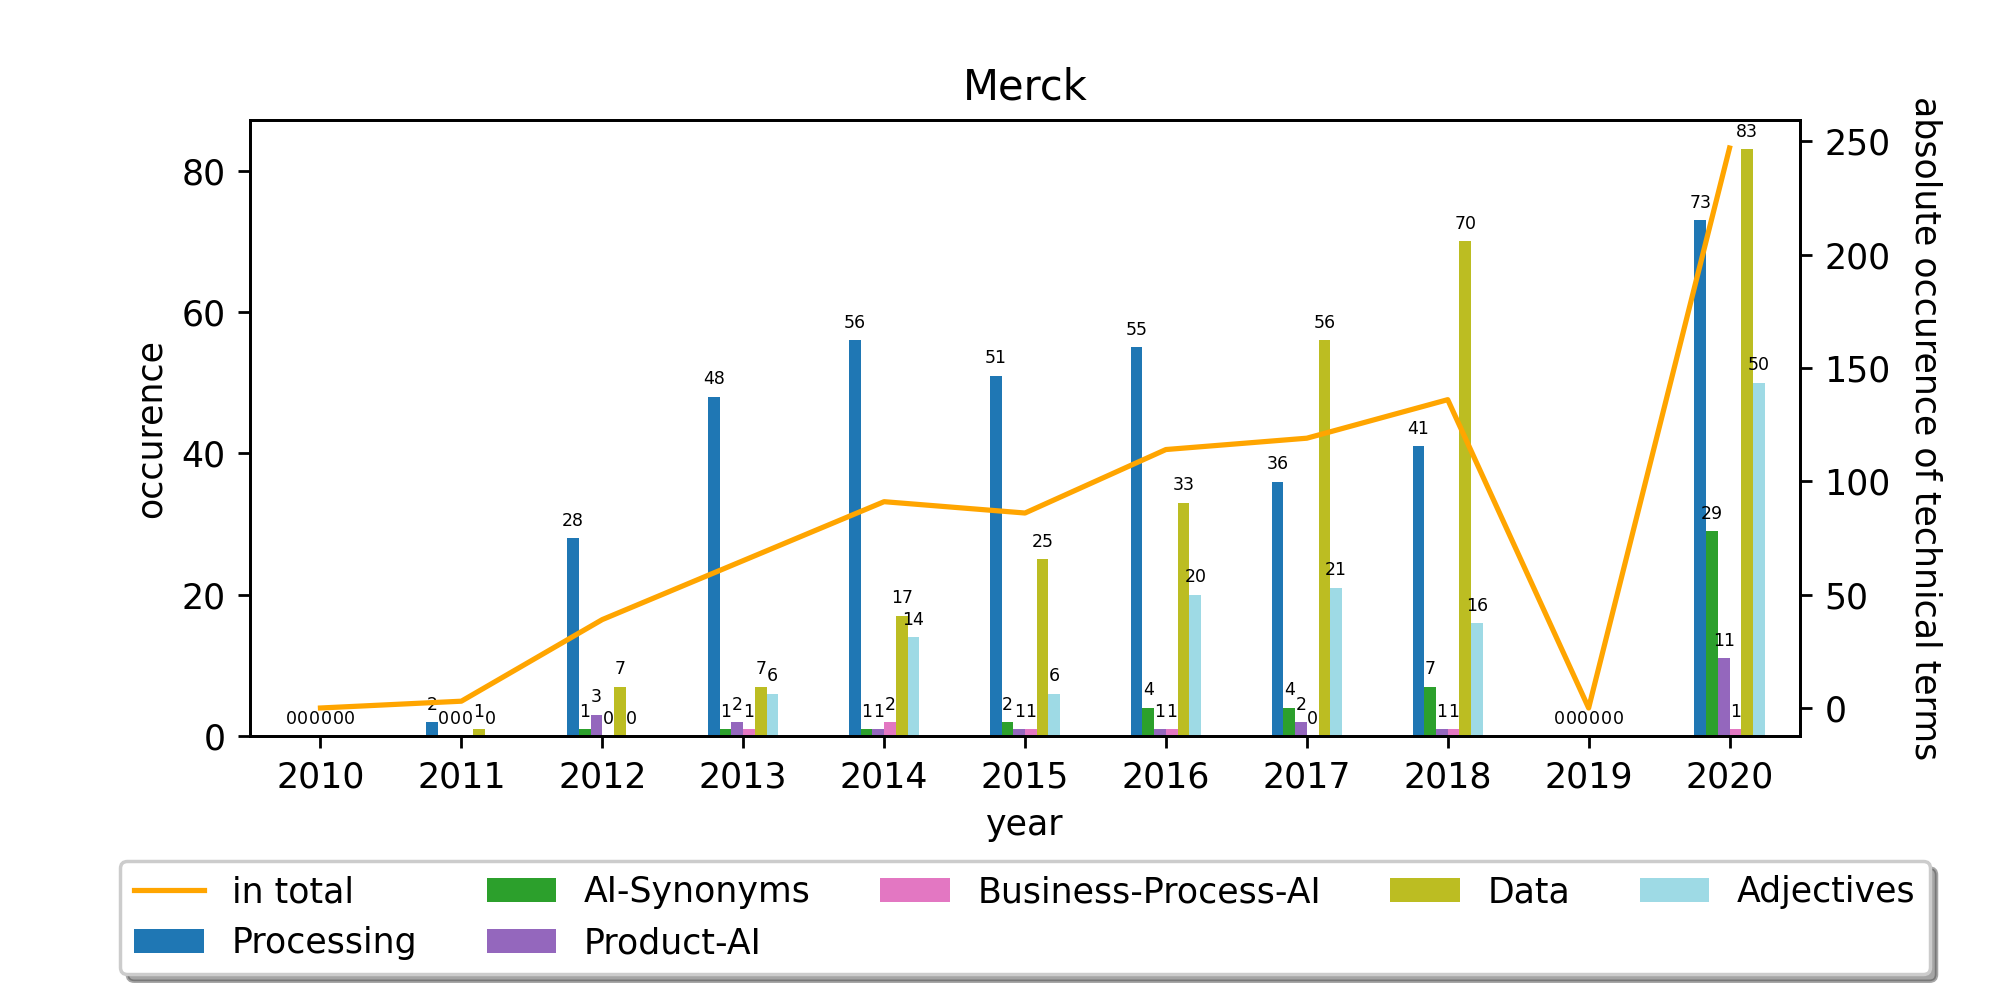 Merck
occurence
absolute occurence of technical terms
80
60
40
20
0
250
200
150
100
50
0
000000
2 0 0 0 1 0
28 1 3 0 7 0
48 1 2 1 7 6
56 1 1 2 17 14
51 2 1 1 25 6
55 4 1 1 33 20
36 4 2 0 56 21
41 7 1 1 70 16
000000
73 29 11 1 83 50
2010 2011 2012 2013 2014 2015 2016 2017 2018 2019 2020
year
in total AI-Synonyms Business-Process-AI Data Adjectives
Processing Product-AI